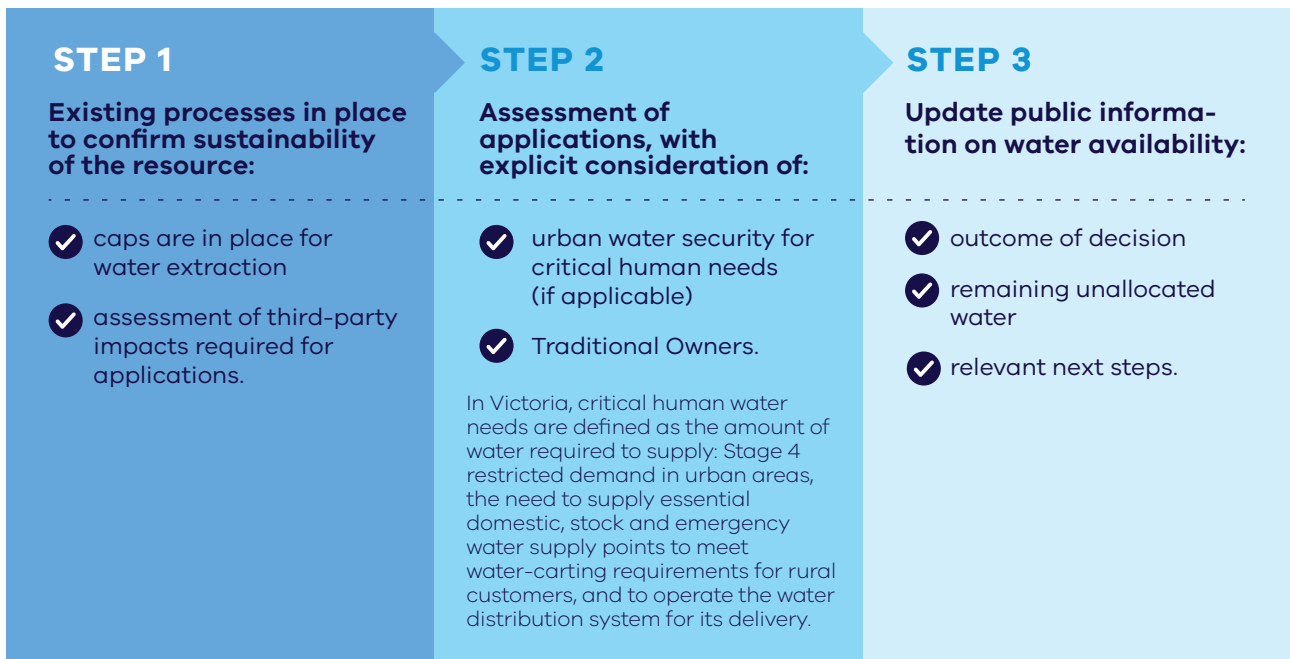 STEP 1
Existing processes in place
to confirm sustainability
of the resource:
caps are in place for
water extraction
assessment of third-party
impacts required for
applications.
STEP 2
Assessment of
applications, with
explicit consideration of:
urban water security for
critical human needs
(if applicable)
Traditional Owners.
In Victoria, critical human water
needs are defined as the amount of
water required to supply: Stage 4
restricted demand in urban areas,
the need to supply essential
domestic, stock and emergency
water supply points to meet
water-carting requirements for rural
customers, and to operate the water
distribution system for its delivery.
STEP 3
Update public informa-
tion on water availability:
outcome of decision
remaining unallocated
water
relevant next steps.